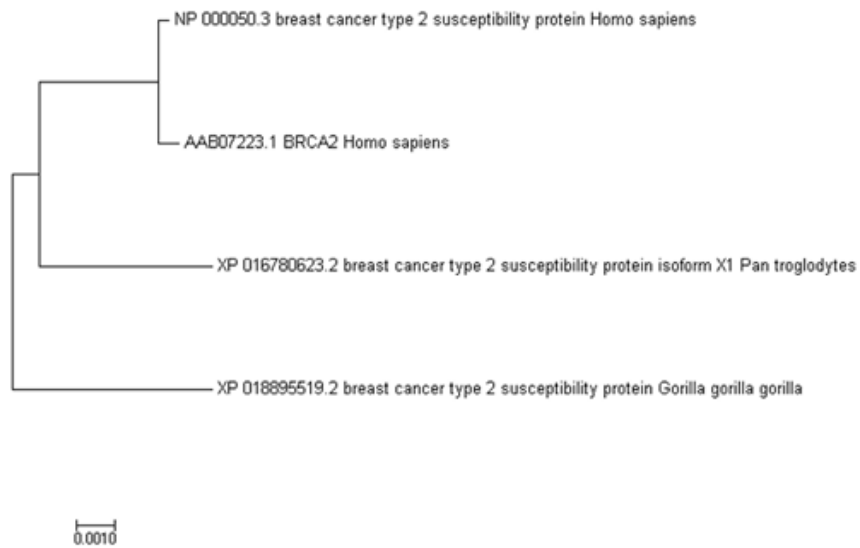 NP 000050.3 breast cancer type 2 susceptibility protein Homo sapiens
AAB07223.1 BRCA2 Homo sapiens
XP 016780623.2 breast cancer type 2 susceptibility protein isoform X1 Pan troglodytes
XP 018895519.2 breast cancer type 2 susceptibility protein Gorilla gorilla gorilla
0.0010